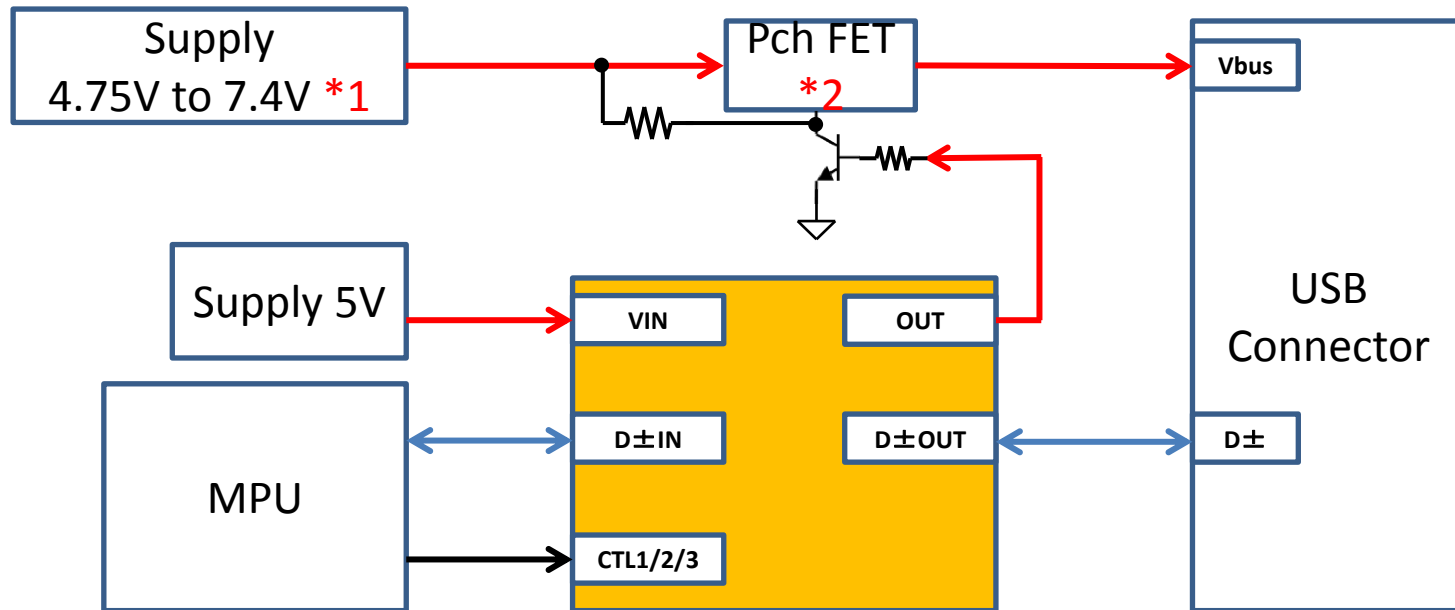 Supply
4.75V to 7.4V *1
Pch FET
*2
Vbus
Supply 5V
VIN
OUT
USB
Connector
MPU
D±IN
D±OUT
D±
CTL1/2/3